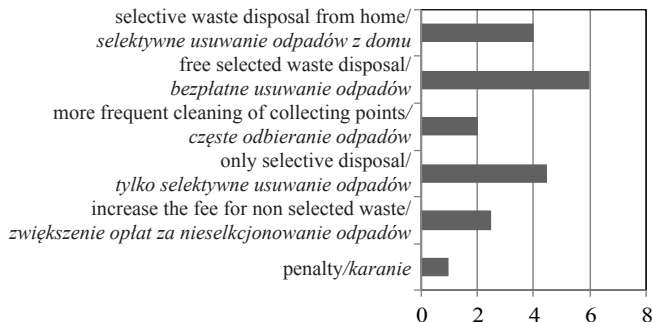 selective waste disposal from home/
selektywne usuwanie odpadów z domu
free selected waste disposal/
bezpłatne usuwanie odpadów
more frequent cleaning of collecting points/
częste odbieranie odpadów
only selective disposal/
tylko selektywne usuwanie odpadów
increase the fee for non selected waste/
zwiększenie opłat za nieselkcjonowanie odpadów
penalty/karanie
0 2 4 6 8